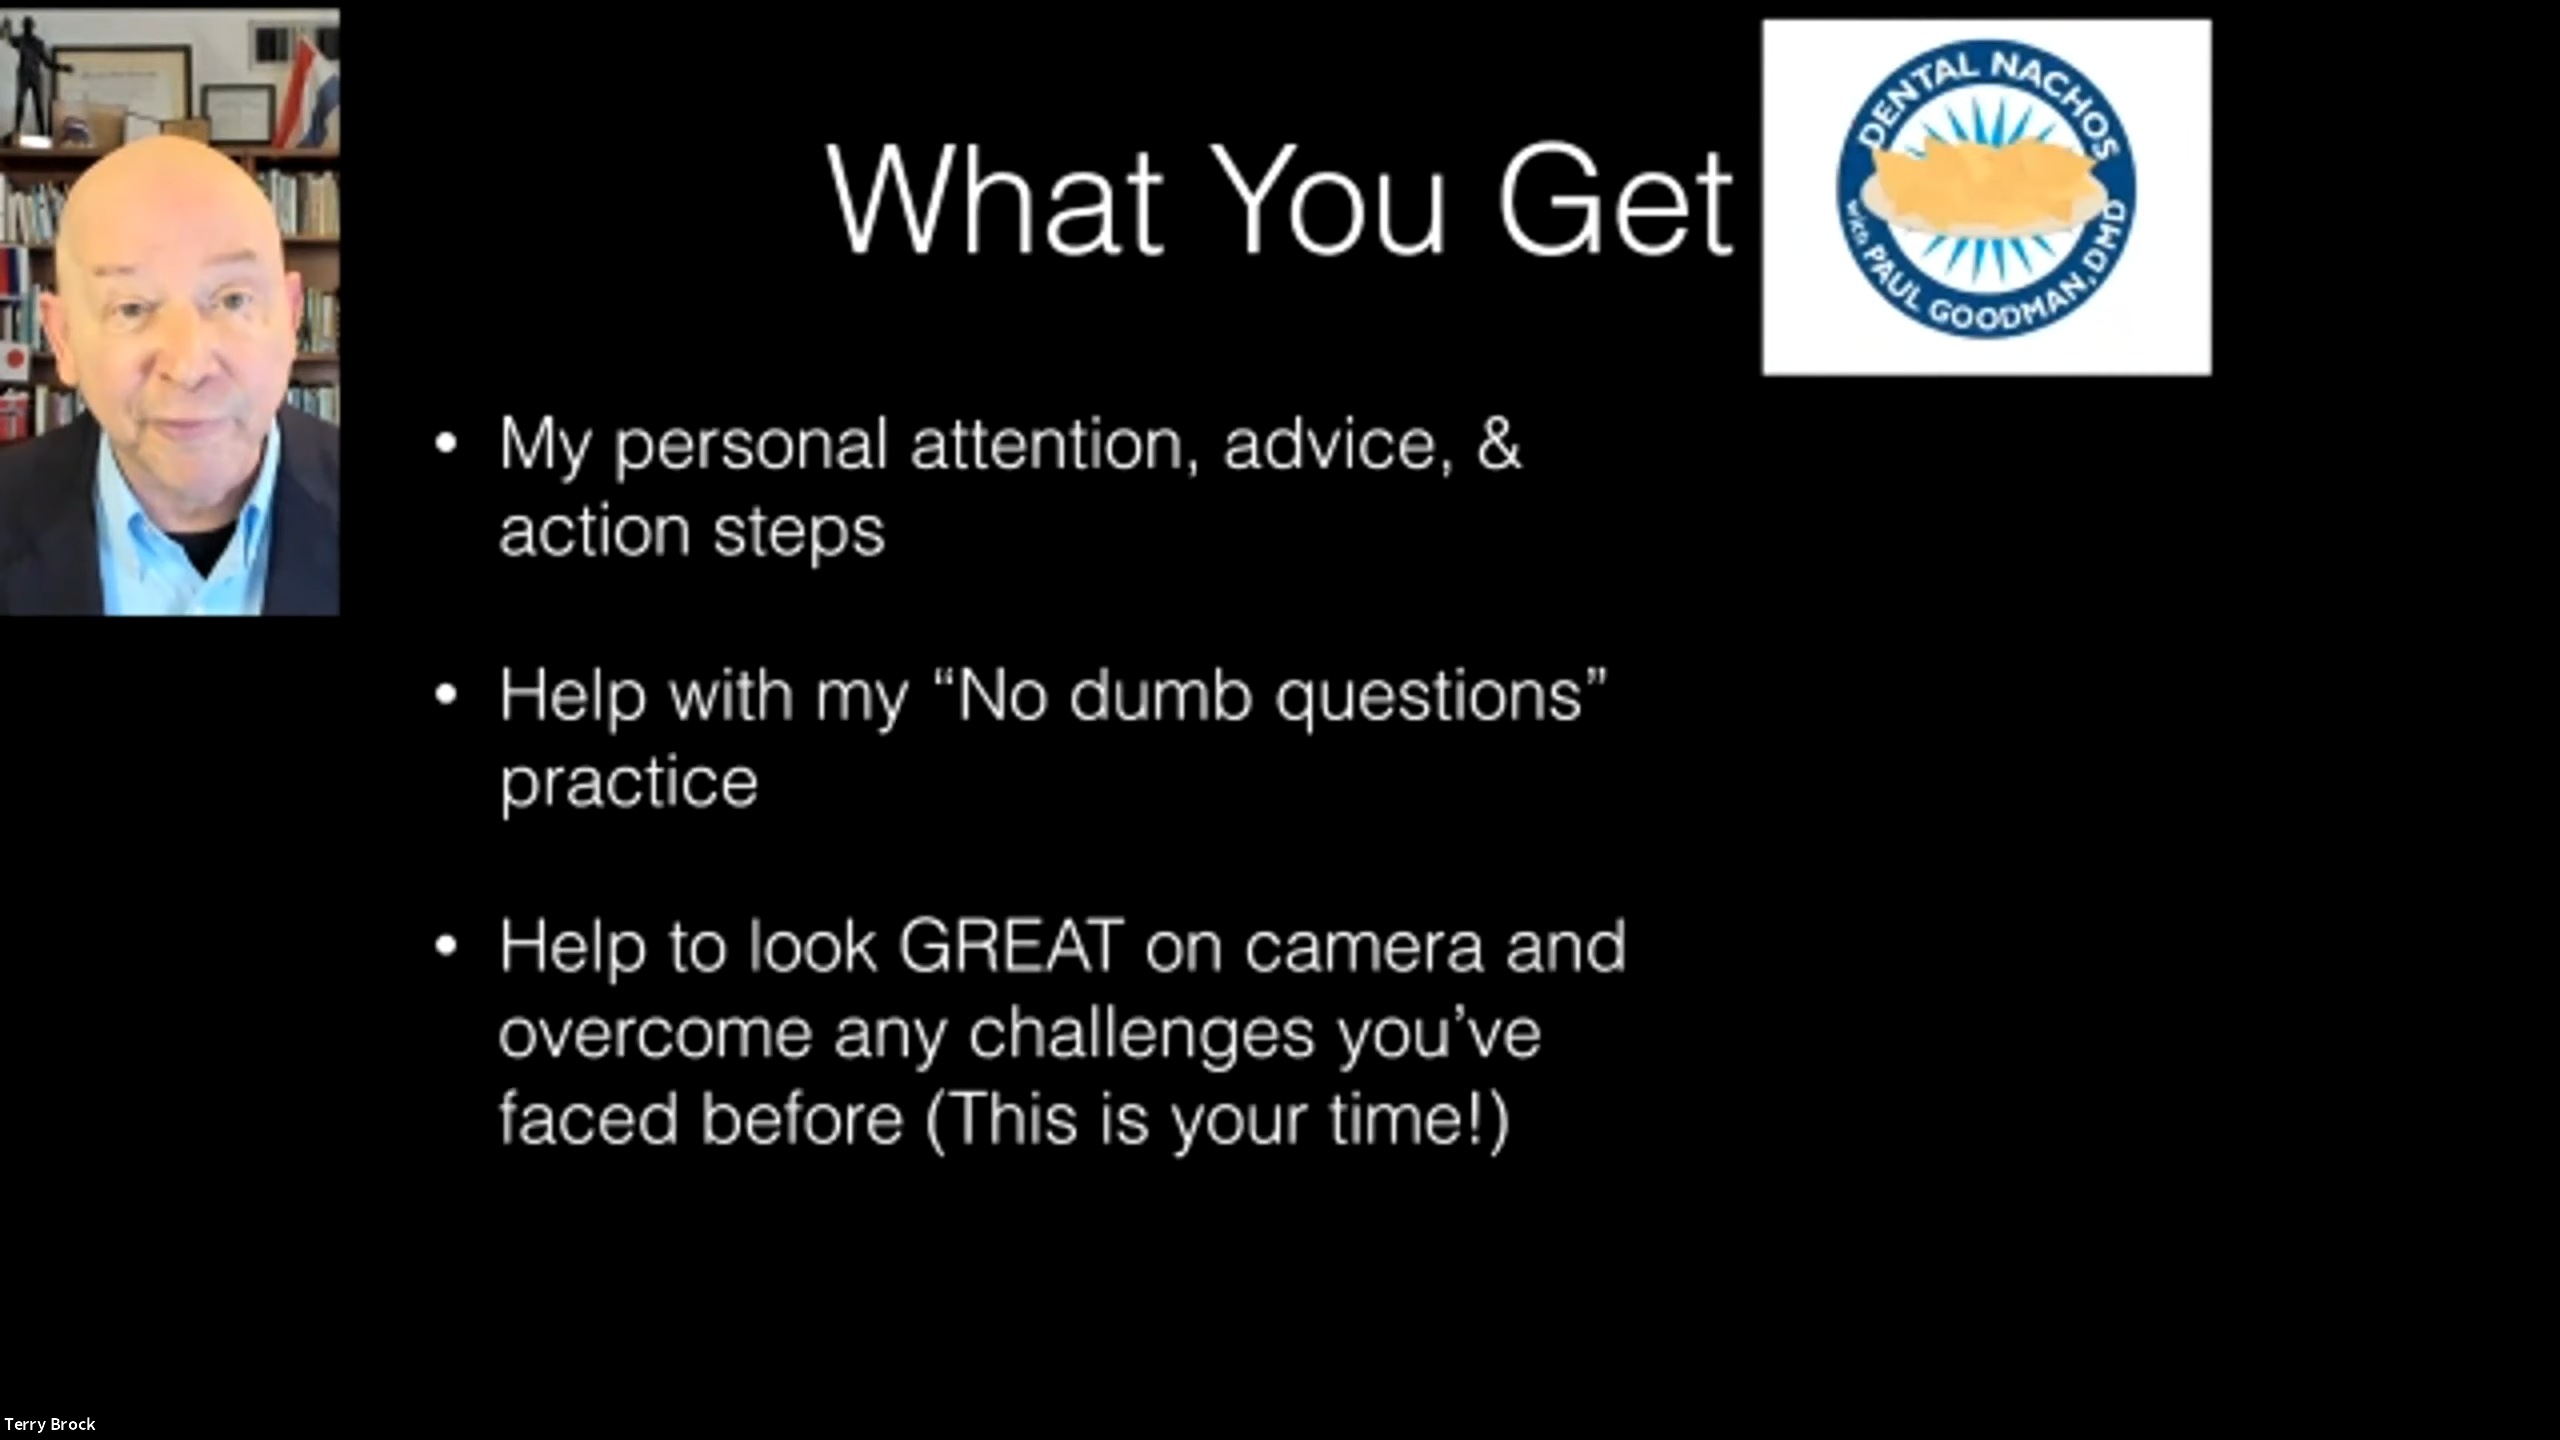 What You Get
DENTAL NACHOS
with PAUL GOODMAN, DMD
• My personal attention, advice, &
action steps
• Help with my “No dumb questions”
practice
• Help to look GREAT on camera and
overcome any challenges you’ve
faced before (This is your time!)
Terry Brock